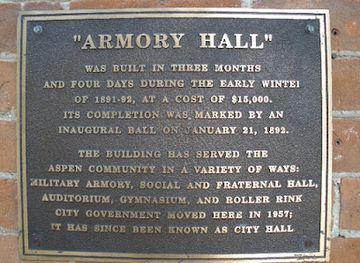 "ARMORY HALL"
WAS BUILT IN THREE MONTHS
AND FOUR DAYS DURING THE EARLY WINTER
OF 1891-92, AT A COST OF $15,000.
ITS COMPLETION WAS MARKED BY AN
INAUGURAL BALL ON JANUARY 21, 1892.
THE BUILDING HAS SERVED THE
ASPEN COMMUNITY IN A VARIETY OF WAYS:
MILITARY ARMORY, SOCIAL AND FRATERNAL HALL,
AUDITORIUM, GYMNASIUM, AND ROLLER RINK
CITY GOVERNMENT MOVED HERE IN 1957;
IT HAS SINCE BEEN KNOWN AS CITY HALL